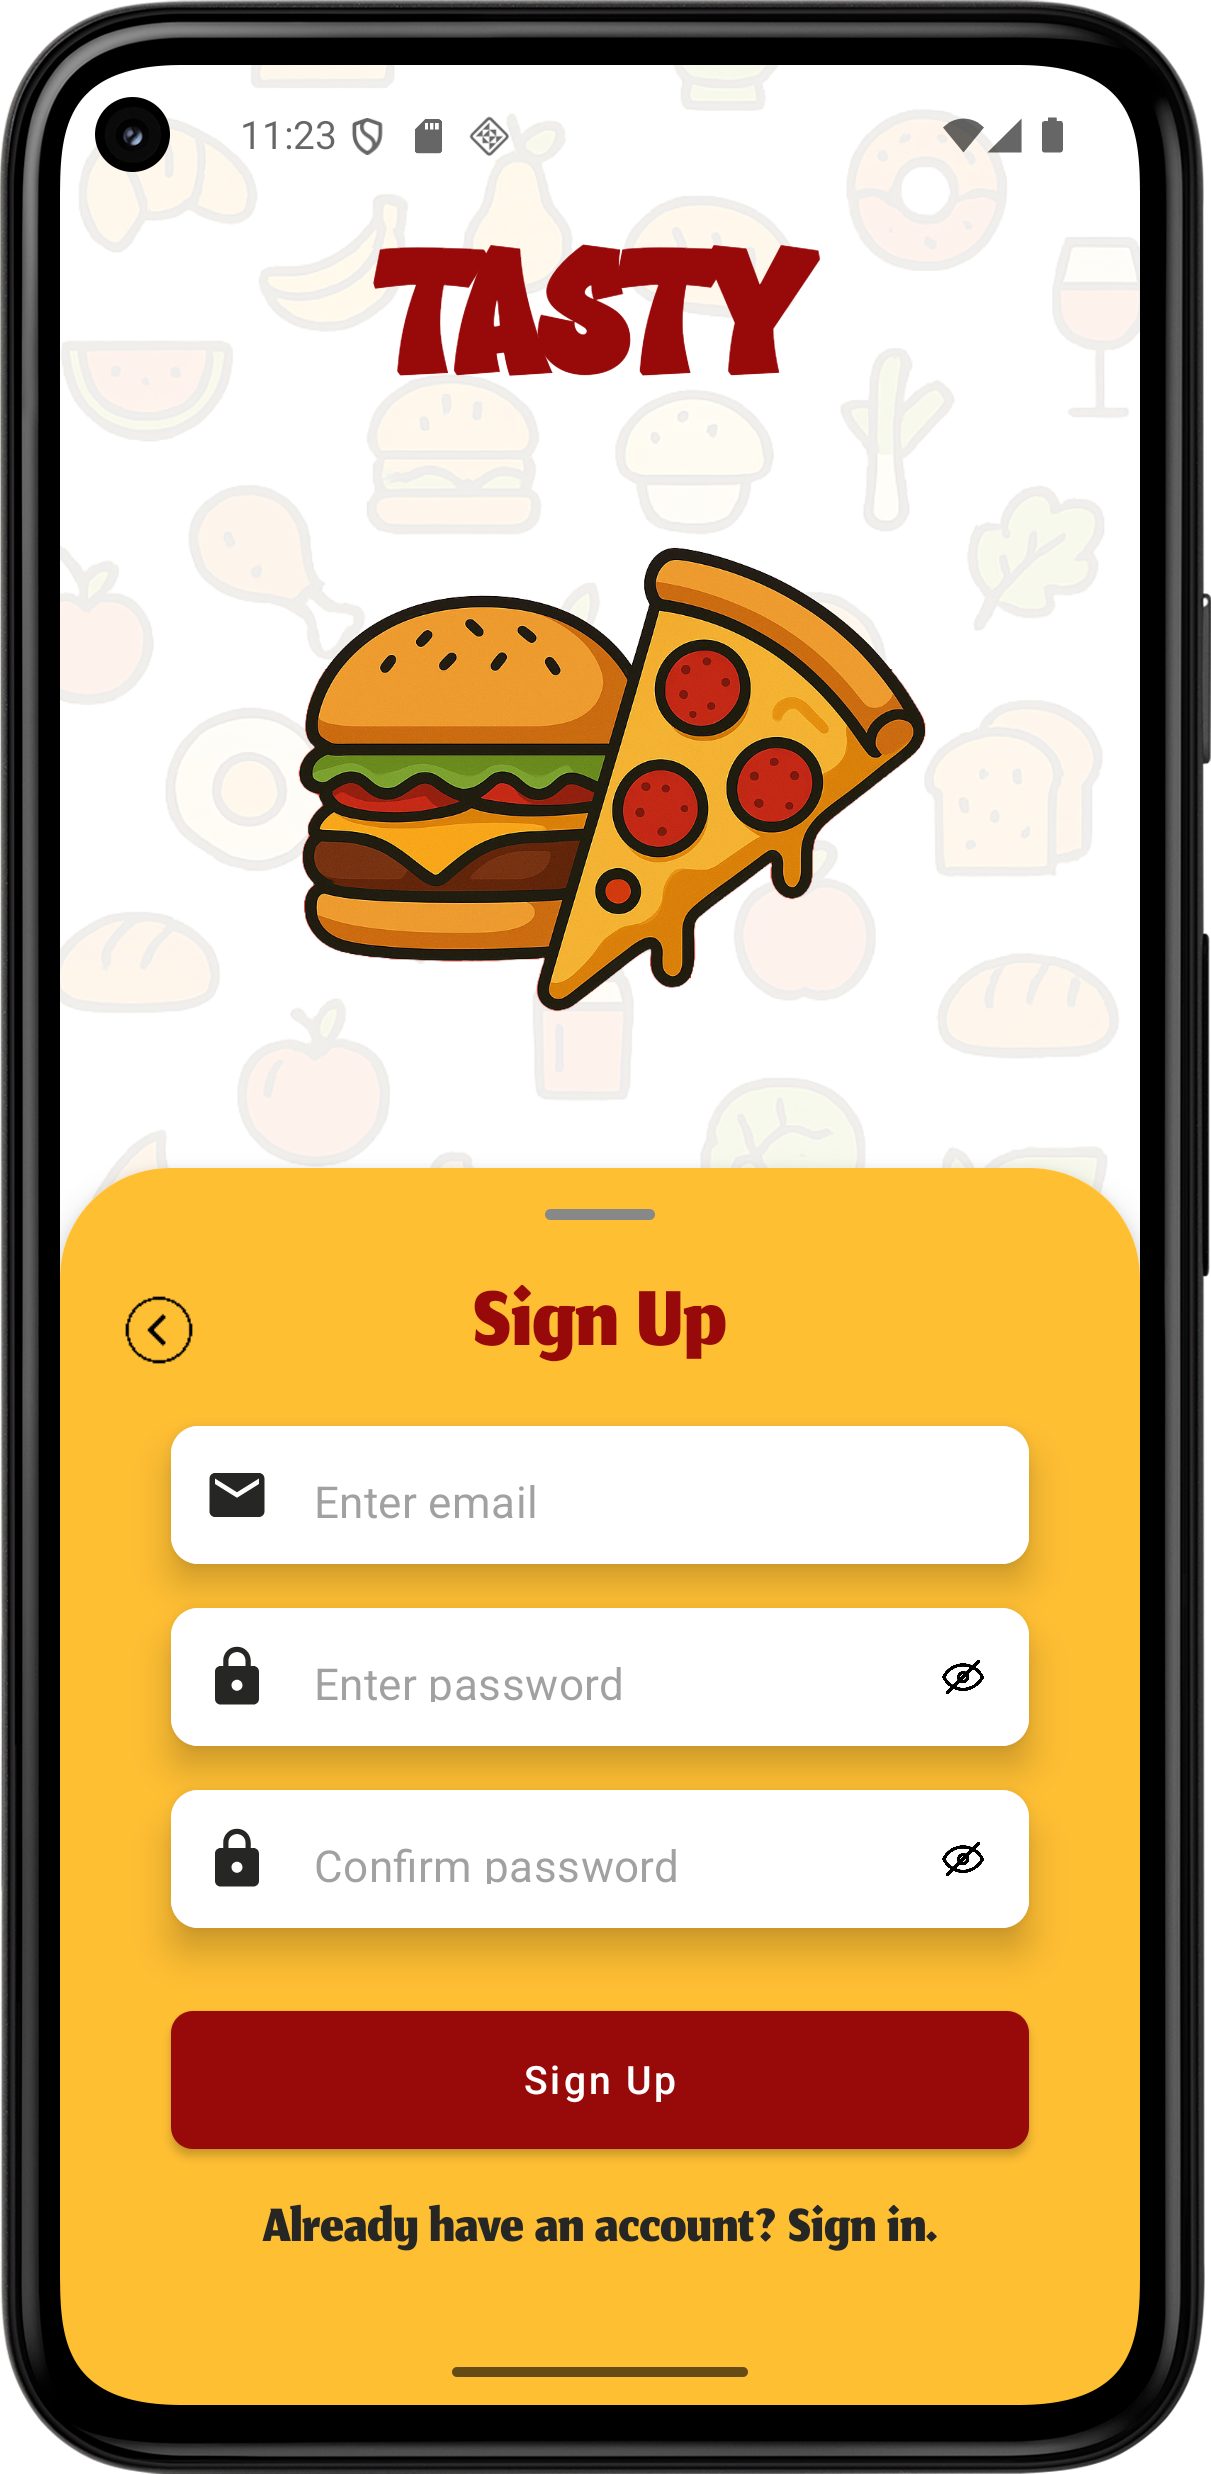 11:23
TASTY
Sign Up
Enter email
Enter password
Confirm password
Sign Up
Already have an account? Sign in.